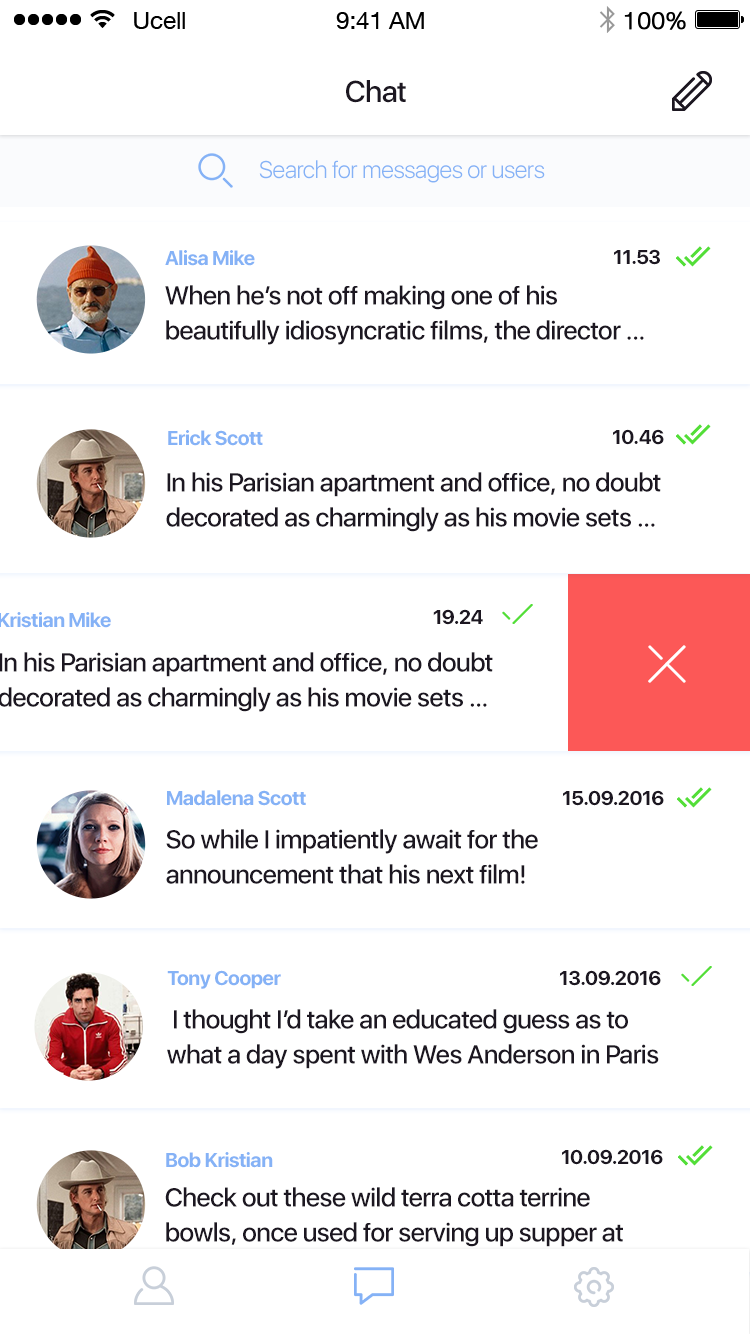 Ucell 9:41 AM 100%
Chat
Search for messages or users
Alisa Mike 11.53
When he’s not off making one of his
beautifully idiosyncratic films, the director ...
Erick Scott 10.46
In his Parisian apartment and office, no doubt
decorated as charmingly as his movie sets ...
Kristian Mike 19.24
In his Parisian apartment and office, no doubt
decorated as charmingly as his movie sets ...
Madalena Scott 15.09.2016
So while I impatiently await for the
announcement that his next film!
Tony Cooper 13.09.2016
I thought I’d take an educated guess as to
what a day spent with Wes Anderson in Paris
Bob Kristian 10.09.2016
Check out these wild terra cotta terrine
bowls, once used for serving up supper at